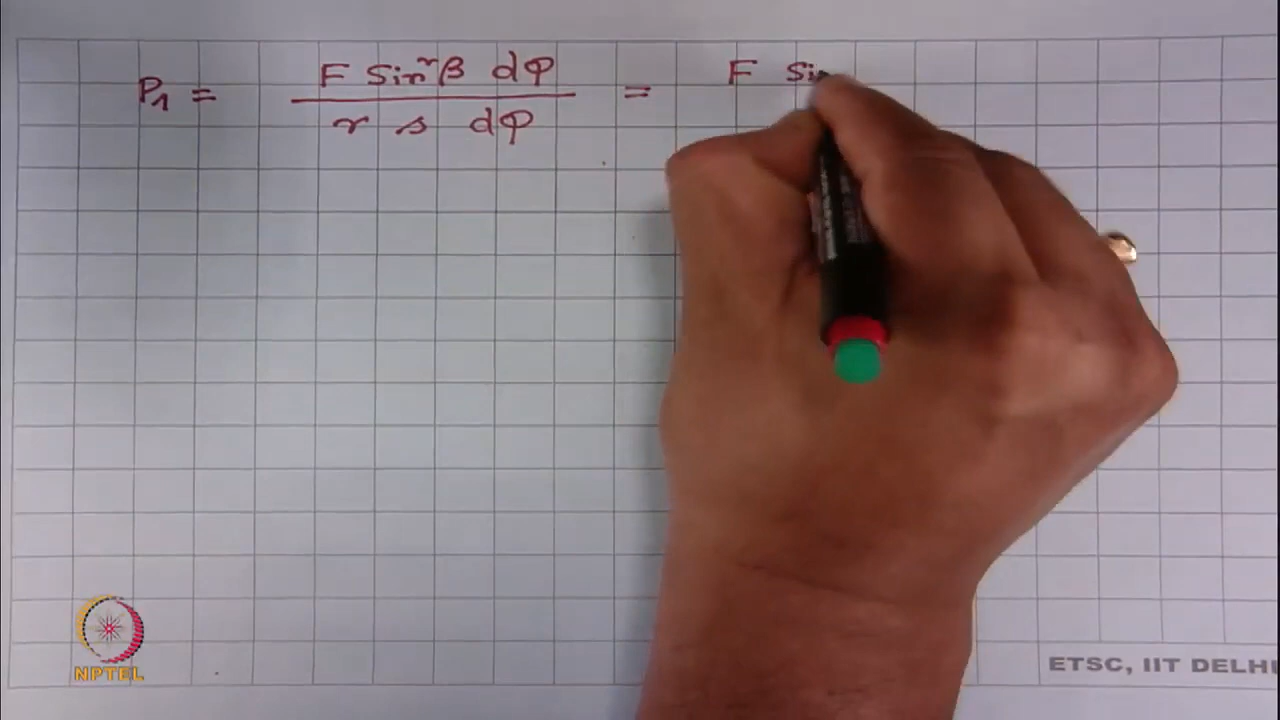 P₁ = F Sin²β dφ / r s dφ = F Si
NPTEL
ETSC, IIT DELHI